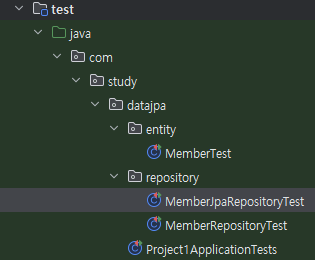 test
java
com
study
datajpa
entity
MemberTest
repository
MemberJpaRepositoryTest
MemberRepositoryTest
Project1ApplicationTests